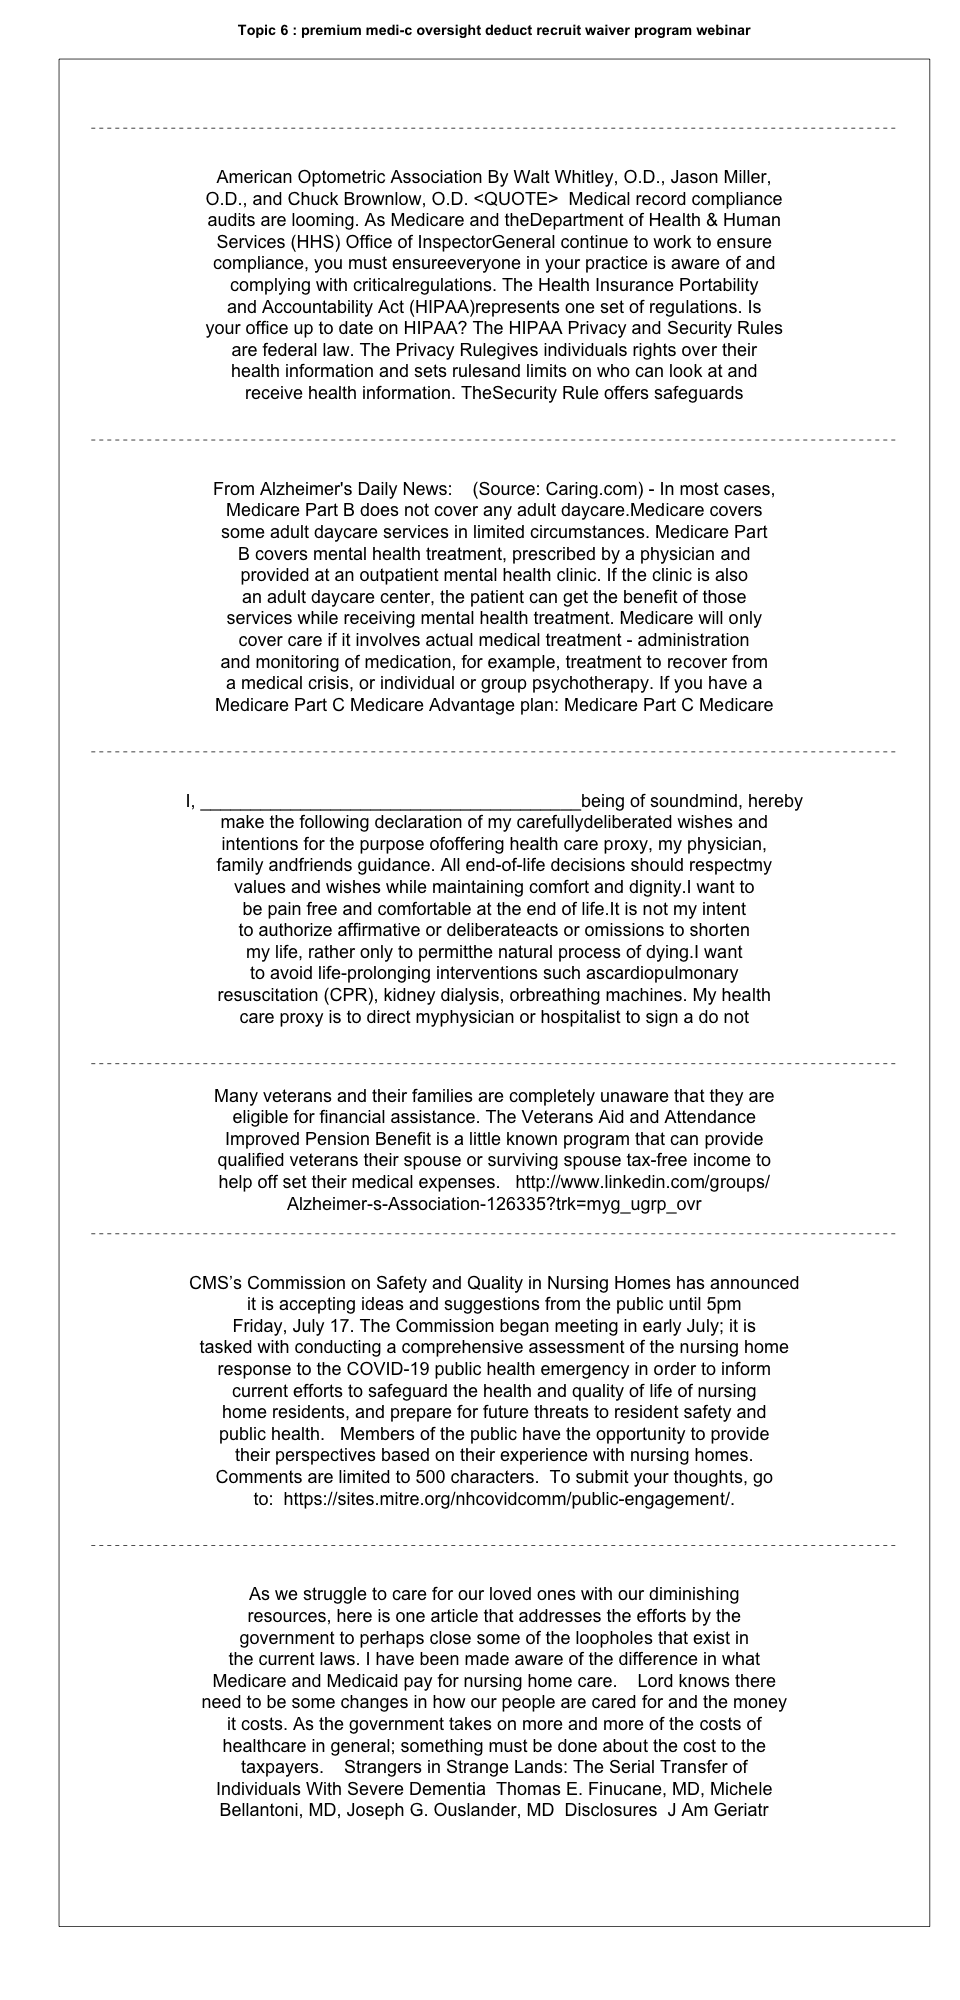 Topic 6 : premium medi-c oversight deduct recruit waiver program webinar
American Optometric Association By Walt Whitley, O.D., Jason Miller,
O.D., and Chuck Brownlow, O.D. <QUOTE>  Medical record compliance
audits are looming. As Medicare and theDepartment of Health & Human
Services (HHS) Office of InspectorGeneral continue to work to ensure
compliance, you must ensureeveryone in your practice is aware of and
complying with criticalregulations. The Health Insurance Portability
and Accountability Act (HIPAA)represents one set of regulations. Is
your office up to date on HIPAA? The HIPAA Privacy and Security Rules
are federal law. The Privacy Rulegives individuals rights over their
health information and sets rulesand limits on who can look at and
receive health information. TheSecurity Rule offers safeguards
From Alzheimer's Daily News:    (Source: Caring.com) - In most cases,
Medicare Part B does not cover any adult daycare.Medicare covers
some adult daycare services in limited circumstances. Medicare Part
B covers mental health treatment, prescribed by a physician and
provided at an outpatient mental health clinic. If the clinic is also
an adult daycare center, the patient can get the benefit of those
services while receiving mental health treatment. Medicare will only
cover care if it involves actual medical treatment - administration
and monitoring of medication, for example, treatment to recover from
a medical crisis, or individual or group psychotherapy. If you have a
Medicare Part C Medicare Advantage plan: Medicare Part C Medicare
I, ______________________________________being of soundmind, hereby
make the following declaration of my carefullydeliberated wishes and
intentions for the purpose ofoffering health care proxy, my physician,
family andfriends guidance. All end-of-life decisions should respectmy
values and wishes while maintaining comfort and dignity.I want to
be pain free and comfortable at the end of life.It is not my intent
to authorize affirmative or deliberateacts or omissions to shorten
my life, rather only to permitthe natural process of dying.I want
to avoid life-prolonging interventions such ascardiopulmonary
resuscitation (CPR), kidney dialysis, orbreathing machines. My health
care proxy is to direct myphysician or hospitalist to sign a do not
Many veterans and their families are completely unaware that they are
eligible for financial assistance. The Veterans Aid and Attendance
Improved Pension Benefit is a little known program that can provide
qualified veterans their spouse or surviving spouse tax-free income to
help off set their medical expenses.   http://www.linkedin.com/groups/
Alzheimer-s-Association-126335?trk=myg_ugrp_ovr
CMS’s Commission on Safety and Quality in Nursing Homes has announced
it is accepting ideas and suggestions from the public until 5pm
Friday, July 17. The Commission began meeting in early July; it is
tasked with conducting a comprehensive assessment of the nursing home
response to the COVID-19 public health emergency in order to inform
current efforts to safeguard the health and quality of life of nursing
home residents, and prepare for future threats to resident safety and
public health.   Members of the public have the opportunity to provide
their perspectives based on their experience with nursing homes.
Comments are limited to 500 characters.  To submit your thoughts, go
to:  https://sites.mitre.org/nhcovidcomm/public-engagement/.
As we struggle to care for our loved ones with our diminishing
resources, here is one article that addresses the efforts by the
government to perhaps close some of the loopholes that exist in
the current laws. I have been made aware of the difference in what
Medicare and Medicaid pay for nursing home care.    Lord knows there
need to be some changes in how our people are cared for and the money
it costs. As the government takes on more and more of the costs of
healthcare in general; something must be done about the cost to the
taxpayers.    Strangers in Strange Lands: The Serial Transfer of
Individuals With Severe Dementia  Thomas E. Finucane, MD, Michele
Bellantoni, MD, Joseph G. Ouslander, MD  Disclosures  J Am Geriatr